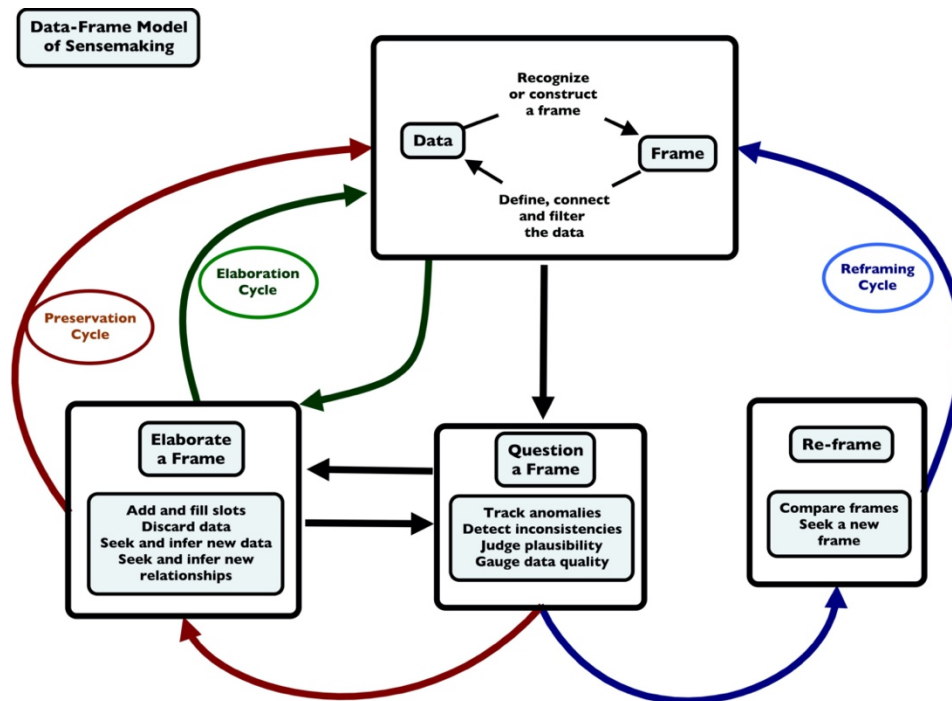 Data-Frame Model
of Sensemaking
Recognize
or construct
a frame
Data
Frame
Define, connect
and filter
the data
Elaboration
Cycle
Preservation
Cycle
Reframing
Cycle
Elaborate
a Frame
Add and fill slots
Discard data
Seek and infer new data
Seek and infer new
relationships
Question
a Frame
Track anomalies
Detect inconsistencies
Judge plausibility
Gauge data quality
Re-frame
Compare frames
Seek a new
frame